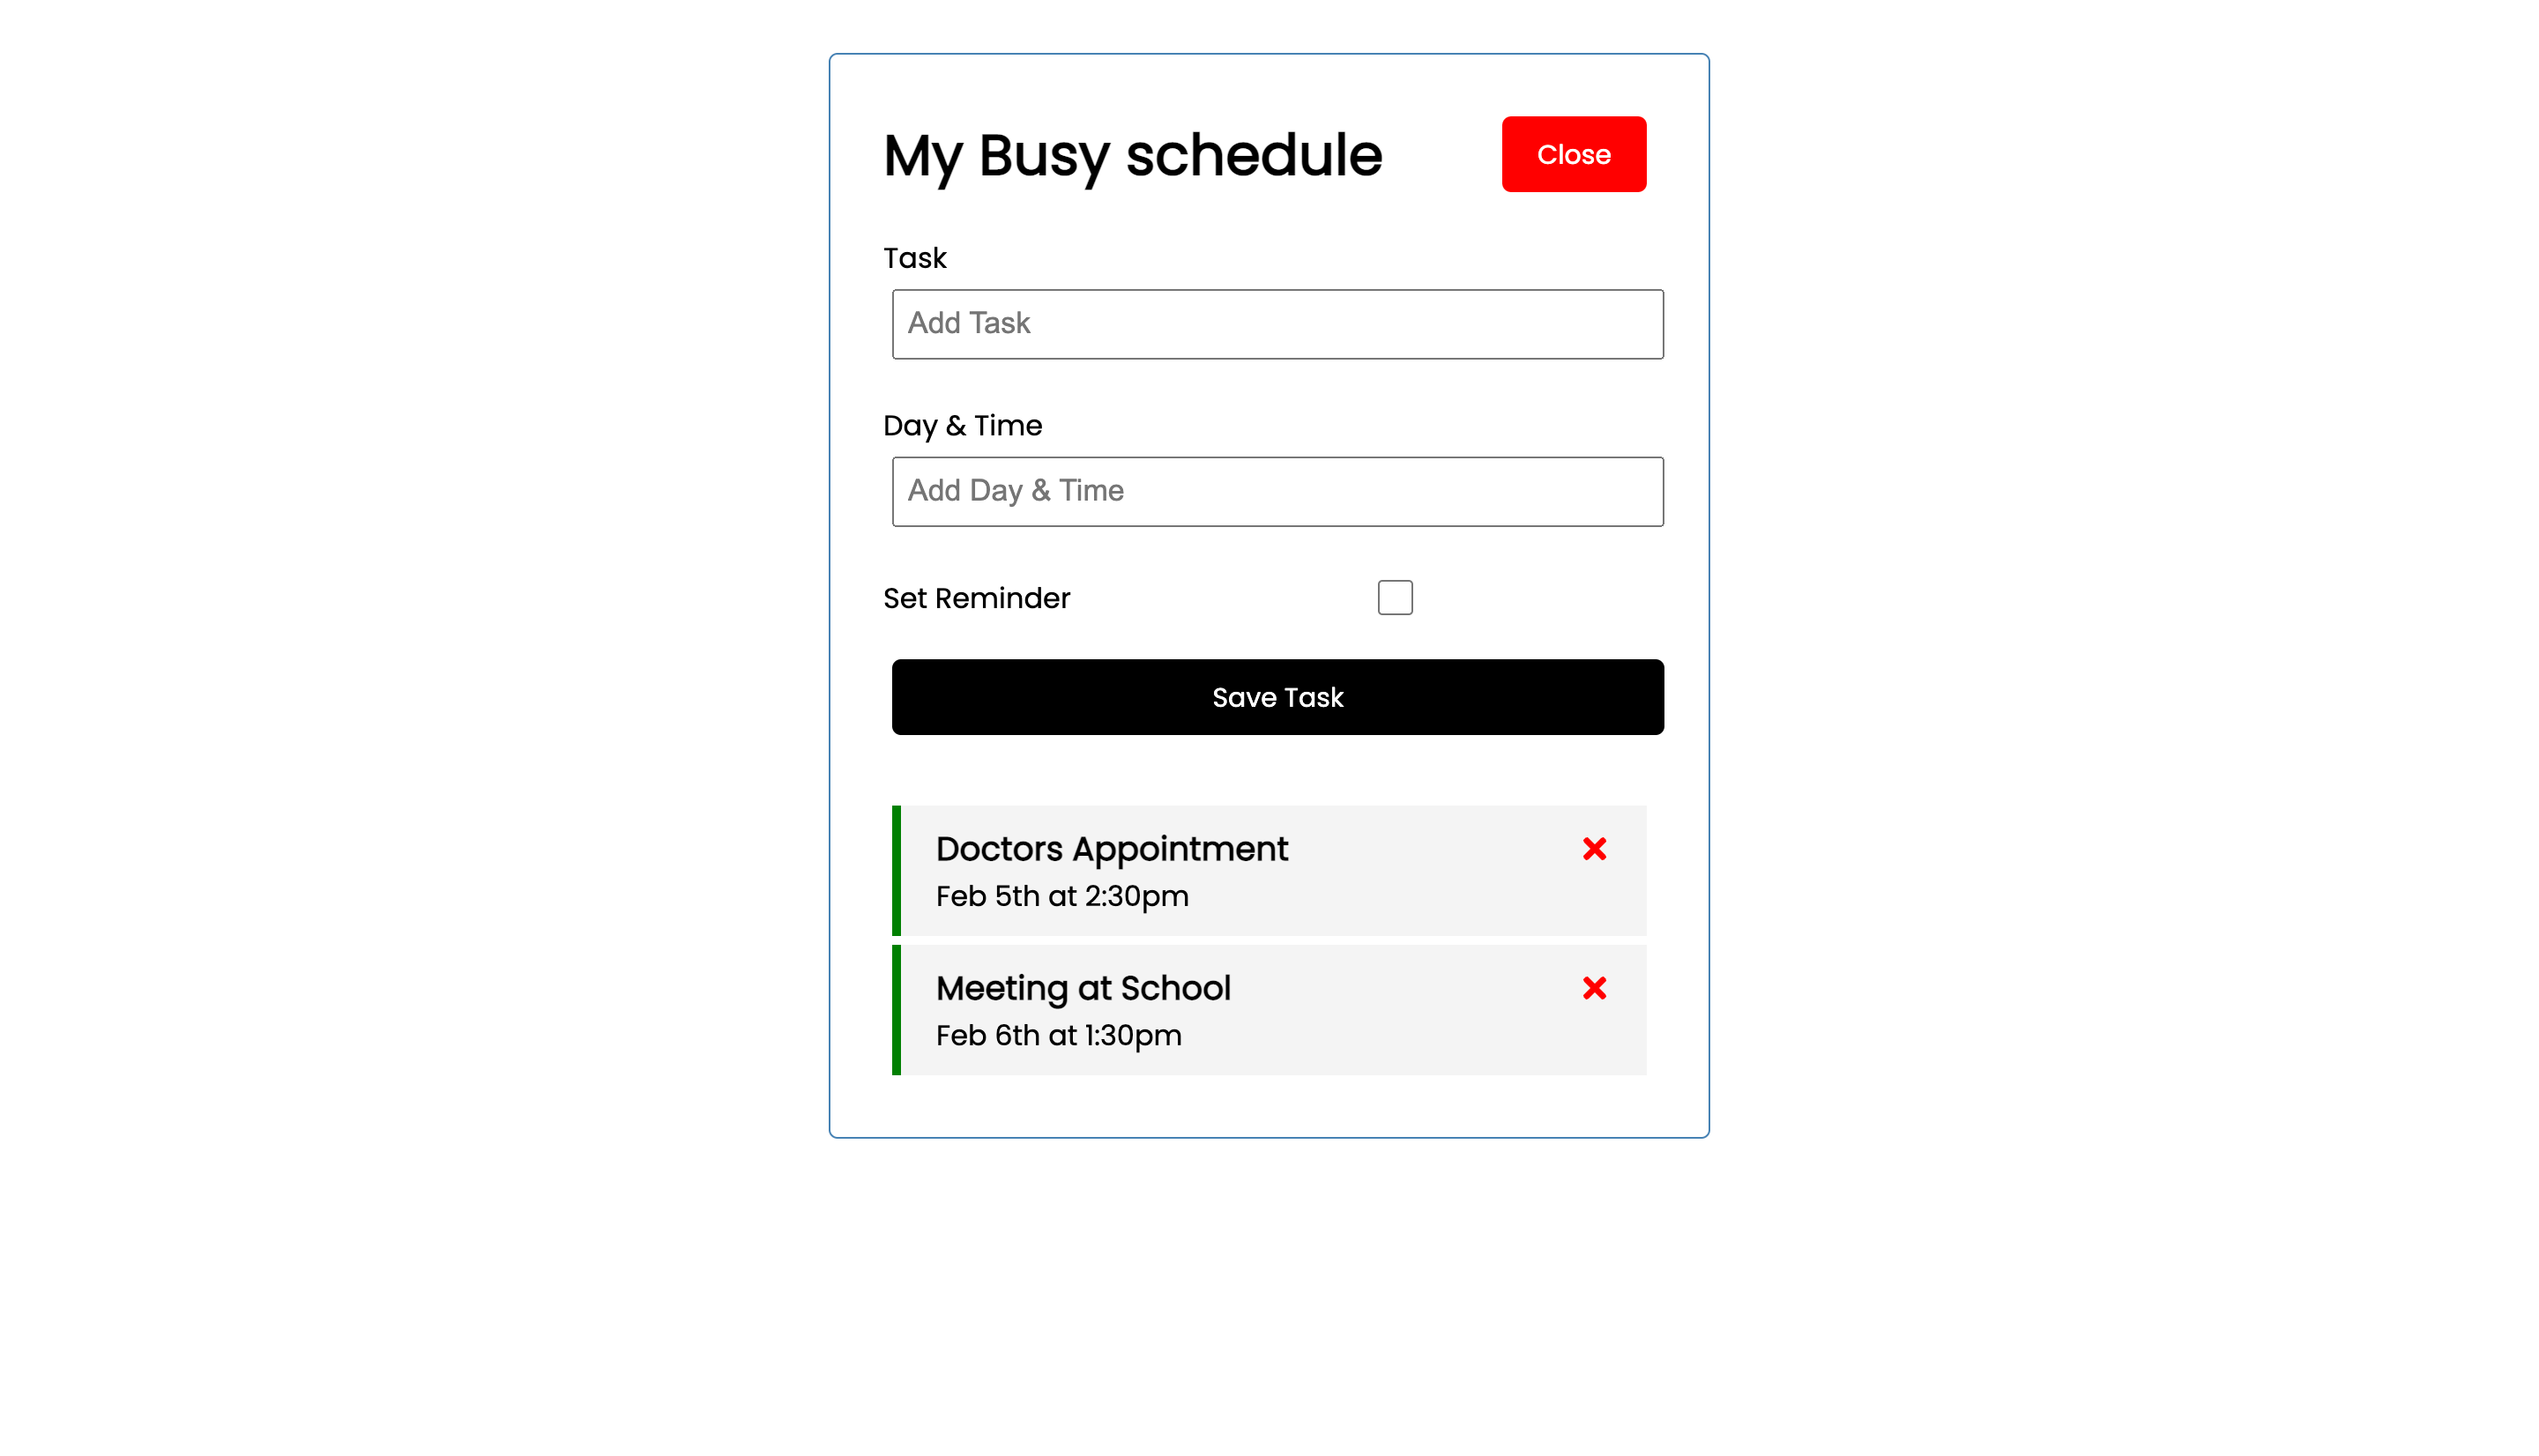 My Busy schedule
Close
Task
Add Task
Day & Time
Add Day & Time
Set Reminder
Save Task
Doctors Appointment
Feb 5th at 2:30pm
Meeting at School
Feb 6th at 1:30pm